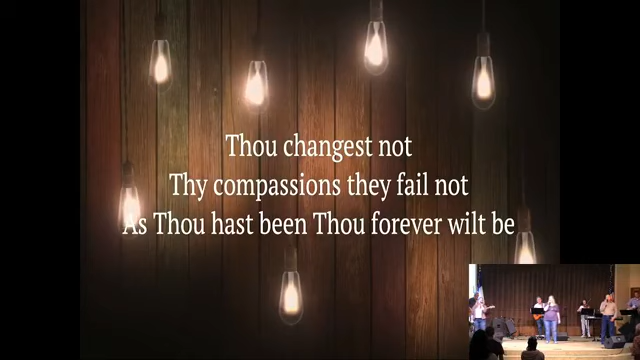 Thou changest not
Thy compassions they fail not
As Thou hast been Thou forever wilt be